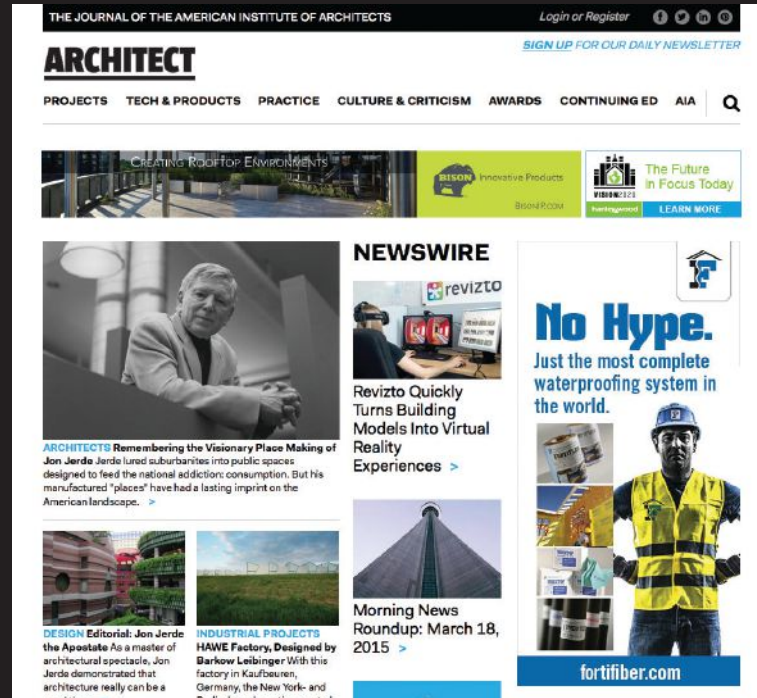 THE JOURNAL OF THE AMERICAN INSTITUTE OF ARCHITECTS
Login or Register
SIGN UP FOR OUR DAILY NEWSLETTER
ARCHITECT
PROJECTS TECH & PRODUCTS PRACTICE CULTURE & CRITICISM AWARDS CONTINUING ED AIA
CREATING ROOFTOP ENVIRONMENTS
BISON Innovative Products
BISONIP.COM
VISION2020
hanleywood
The Future
In Focus Today
LEARN MORE
ARCHITECTS Remembering the Visionary Place Making of
Jon Jerde Jerde lured suburbanites into public spaces
designed to feed the national addiction: consumption. But his
manufactured "places" have had a lasting imprint on the
American landscape. >
DESIGN Editorial: Jon Jerde
the Apostate As a master of
architectural spectacle, Jon
Jerde demonstrated that
architecture really can be a
INDUSTRIAL PROJECTS
HAWE Factory, Designed by
Barkow Leibinger With this
factory in Kaufbeuren,
Germany, the New York- and
NEWSWIRE
revizto
Revizto Quickly
Turns Building
Models Into Virtual
Reality
Experiences >
Morning News
Roundup: March 18,
2015 >
No Hype.
Just the most complete
waterproofing system in
the world.
fortifiber.com